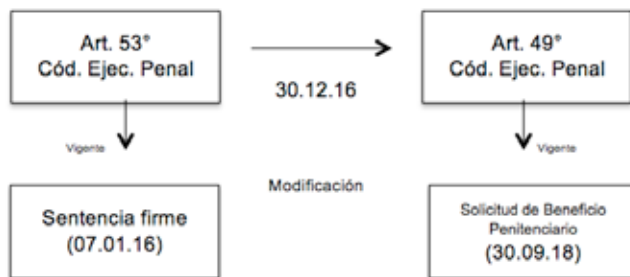 Art. 53°
Cód. Ejec. Penal
30.12.16
Art. 49°
Cód. Ejec. Penal
Vigente
Vigente
Modificación
Sentencia firme
(07.01.16)
Solicitud de Beneficio
Penitenciario
(30.09.18)